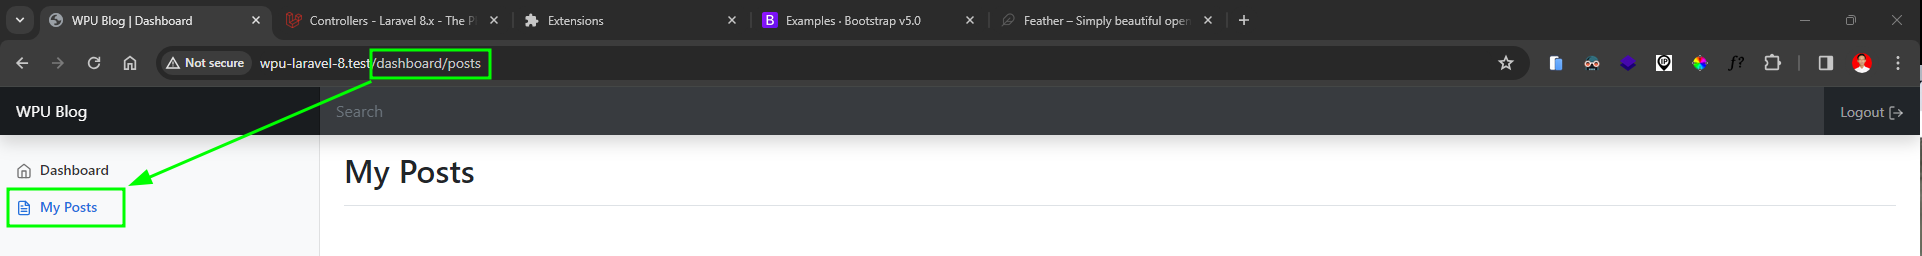 WPU Blog | Dashboard
Controllers - Laravel 8.x - The P
Extensions
B
Examples · Bootstrap v5.0
Feather – Simply beautiful open
Not secure
wpu-laravel-8.test/dashboard/posts
f?
WPU Blog
Search
Logout
Dashboard
My Posts
My Posts